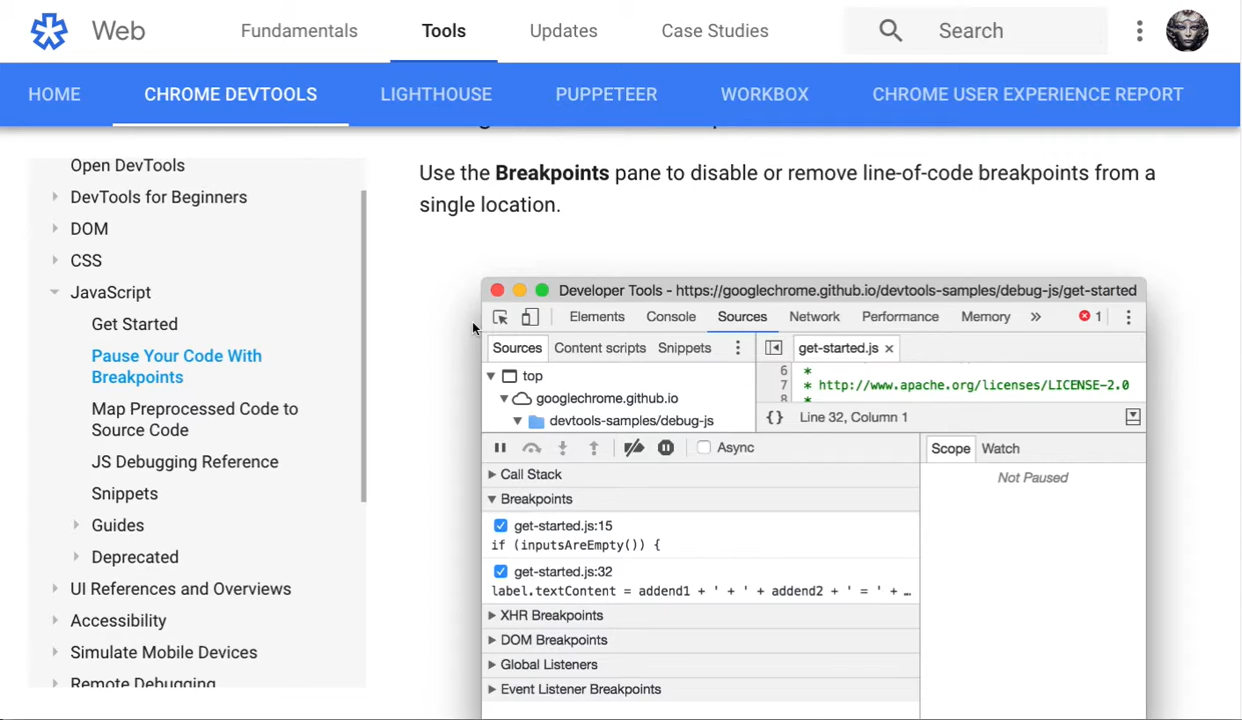 Web
Fundamentals
Tools
Updates
Case Studies
Search
HOME
CHROME DEVTOOLS
LIGHTHOUSE
PUPPETEER
WORKBOX
CHROME USER EXPERIENCE REPORT
Open DevTools
DevTools for Beginners
DOM
CSS
JavaScript
Get Started
Pause Your Code With
Breakpoints
Map Preprocessed Code to
Source Code
JS Debugging Reference
Snippets
Guides
Deprecated
UI References and Overviews
Accessibility
Simulate Mobile Devices
Remote Debugging
Use the Breakpoints pane to disable or remove line-of-code breakpoints from a
single location.
Developer Tools - https://googlechrome.github.io/devtools-samples/debug-js/get-started
Elements
Console
Sources
Network
Performance
Memory
»
1
Sources
Content scripts
Snippets
get-started.js ×
top
googlechrome.github.io
devtools-samples/debug-js
6 *
7 * http://www.apache.org/licenses/LICENSE-2.0
8 *
{} Line 32, Column 1
Async
Call Stack
Breakpoints
get-started.js:15
if (inputsAreEmpty()) {
get-started.js:32
label.textContent = addend1 + ' + ' + addend2 + ' = ' + …
XHR Breakpoints
DOM Breakpoints
Global Listeners
Event Listener Breakpoints
Scope
Watch
Not Paused